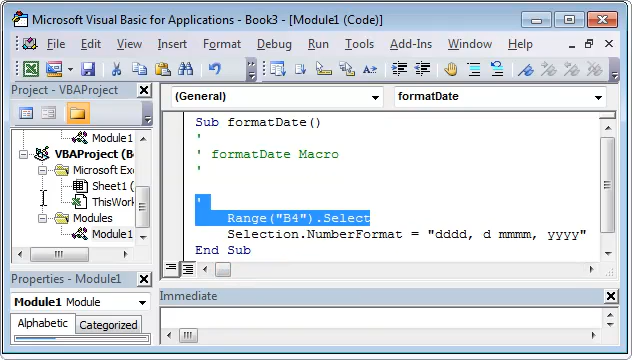 Microsoft Visual Basic for Applications - Book3 - [Module1 (Code)]
File Edit View Insert Format Debug Run Tools Add-Ins Window Help
Project - VBAProject
Module1
VBAProject (B
Microsoft Exc
Sheet1 (
ThisWork
Modules
Module1
Properties - Module1
Module1 Module
Alphabetic Categorized
(General) formatDate
Sub formatDate()
'
' formatDate Macro
'
'
Range("B4").Select
Selection.NumberFormat = "dddd, d mmmm, yyyy"
End Sub
Immediate